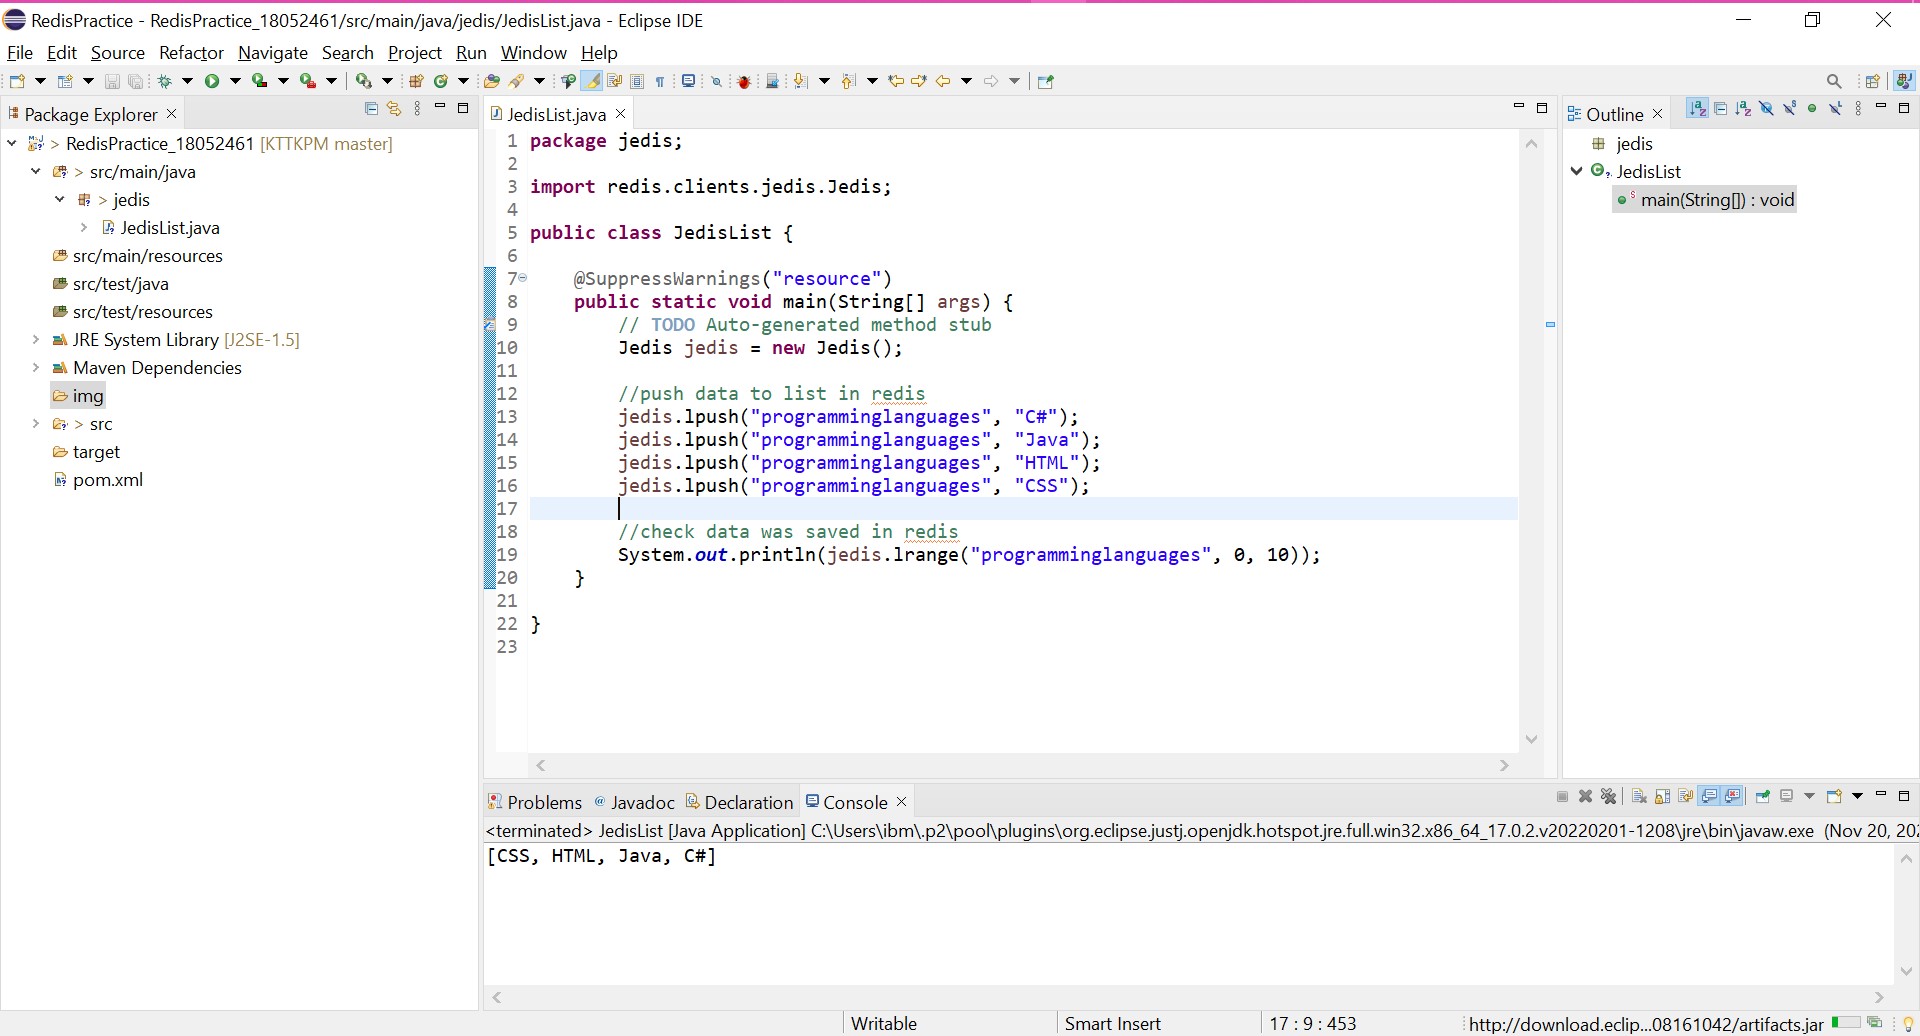 RedisPractice - RedisPractice_18052461/src/main/java/jedis/JedisList.java - Eclipse IDE
File Edit Source Refactor Navigate Search Project Run Window Help
Package Explorer
RedisPractice_18052461 [KTTKPM master]
> src/main/java
> jedis
JedisList.java
src/main/resources
src/test/java
src/test/resources
JRE System Library [J2SE-1.5]
Maven Dependencies
img
> src
target
pom.xml
JedisList.java
1 package jedis;
2
3 import redis.clients.jedis.Jedis;
4
5 public class JedisList {
6
7 @SuppressWarnings("resource")
8 public static void main(String[] args) {
9 // TODO Auto-generated method stub
10 Jedis jedis = new Jedis();
11
12 //push data to list in redis
13 jedis.lpush("programminglanguages", "C#");
14 jedis.lpush("programminglanguages", "Java");
15 jedis.lpush("programminglanguages", "HTML");
16 jedis.lpush("programminglanguages", "CSS");
17
18 //check data was saved in redis
19 System.out.println(jedis.lrange("programminglanguages", 0, 10));
20 }
21
22 }
23
Outline
jedis
JedisList
main(String[]) : void
Problems @ Javadoc Declaration Console
<terminated> JedisList [Java Application] C:\Users\ibm\.p2\pool\plugins\org.eclipse.justj.openjdk.hotspot.jre.full.win32.x86_64_17.0.2.v20220201-1208\jre\bin\javaw.exe (Nov 20, 202
[CSS, HTML, Java, C#]
Writable Smart Insert 17 : 9 : 453 http://download.eclip...08161042/artifacts.jar